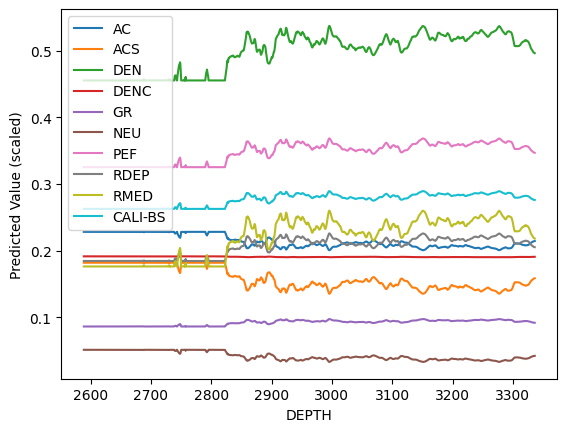 AC
ACS
DEN
DENC
GR
NEU
PEF
RDEP
RMED
CALI-BS
Predicted Value (scaled)
0.5
0.4
0.3
0.2
0.1
2600 2700 2800 2900 3000 3100 3200 3300
DEPTH